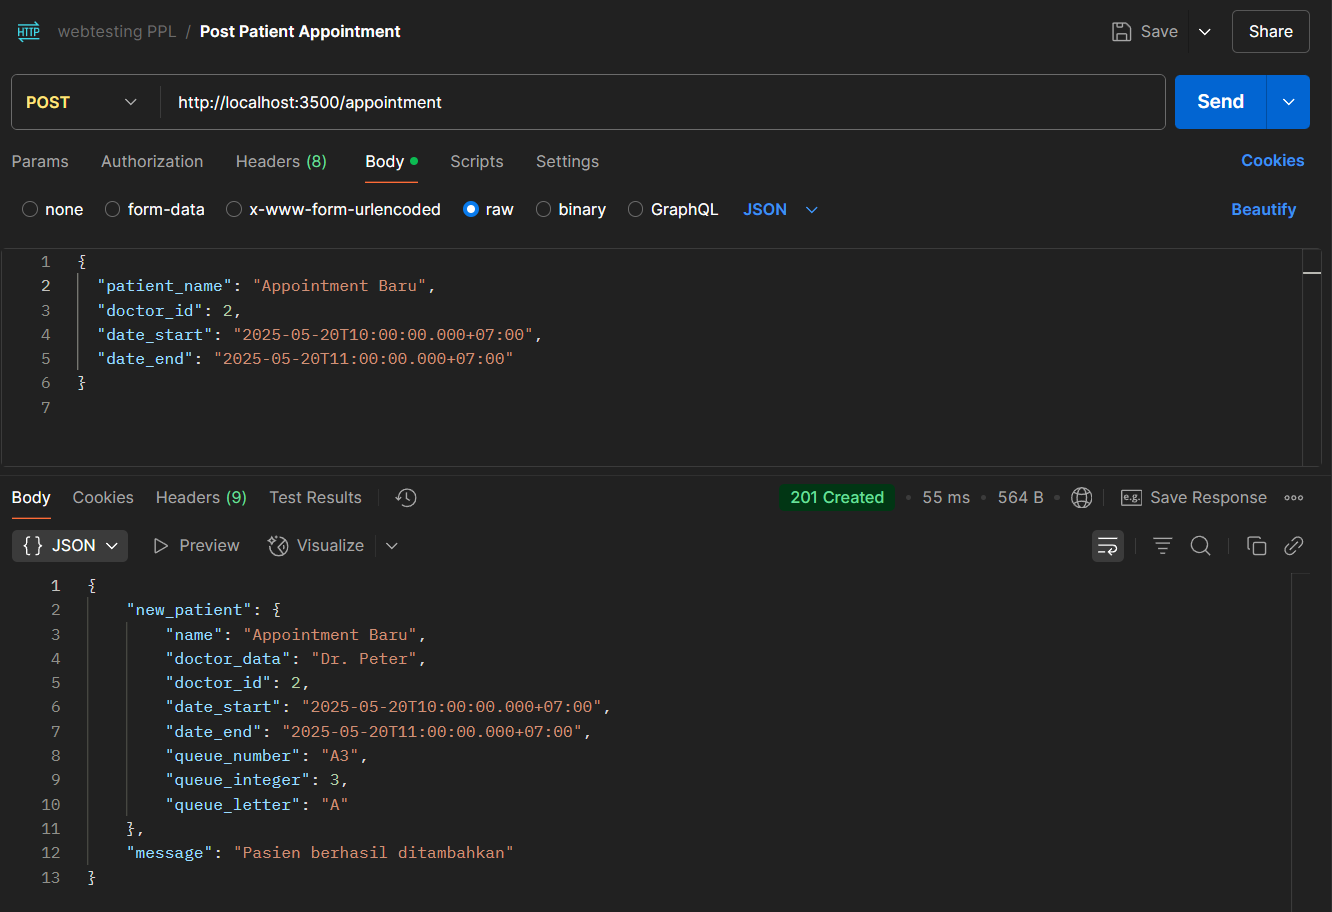 HTTP webtesting PPL / Post Patient Appointment Save Share
POST http://localhost:3500/appointment Send
Params Authorization Headers (8) Body Scripts Settings Cookies
none form-data x-www-form-urlencoded raw binary GraphQL JSON Beautify
1 {
2 "patient_name": "Appointment Baru",
3 "doctor_id": 2,
4 "date_start": "2025-05-20T10:00:00.000+07:00",
5 "date_end": "2025-05-20T11:00:00.000+07:00"
6 }
7
Body Cookies Headers (9) Test Results 201 Created • 55 ms • 564 B • e.g. Save Response
{} JSON Preview Visualize
1 {
2 "new_patient": {
3 "name": "Appointment Baru",
4 "doctor_data": "Dr. Peter",
5 "doctor_id": 2,
6 "date_start": "2025-05-20T10:00:00.000+07:00",
7 "date_end": "2025-05-20T11:00:00.000+07:00",
8 "queue_number": "A3",
9 "queue_integer": 3,
10 "queue_letter": "A"
11 },
12 "message": "Pasien berhasil ditambahkan"
13 }